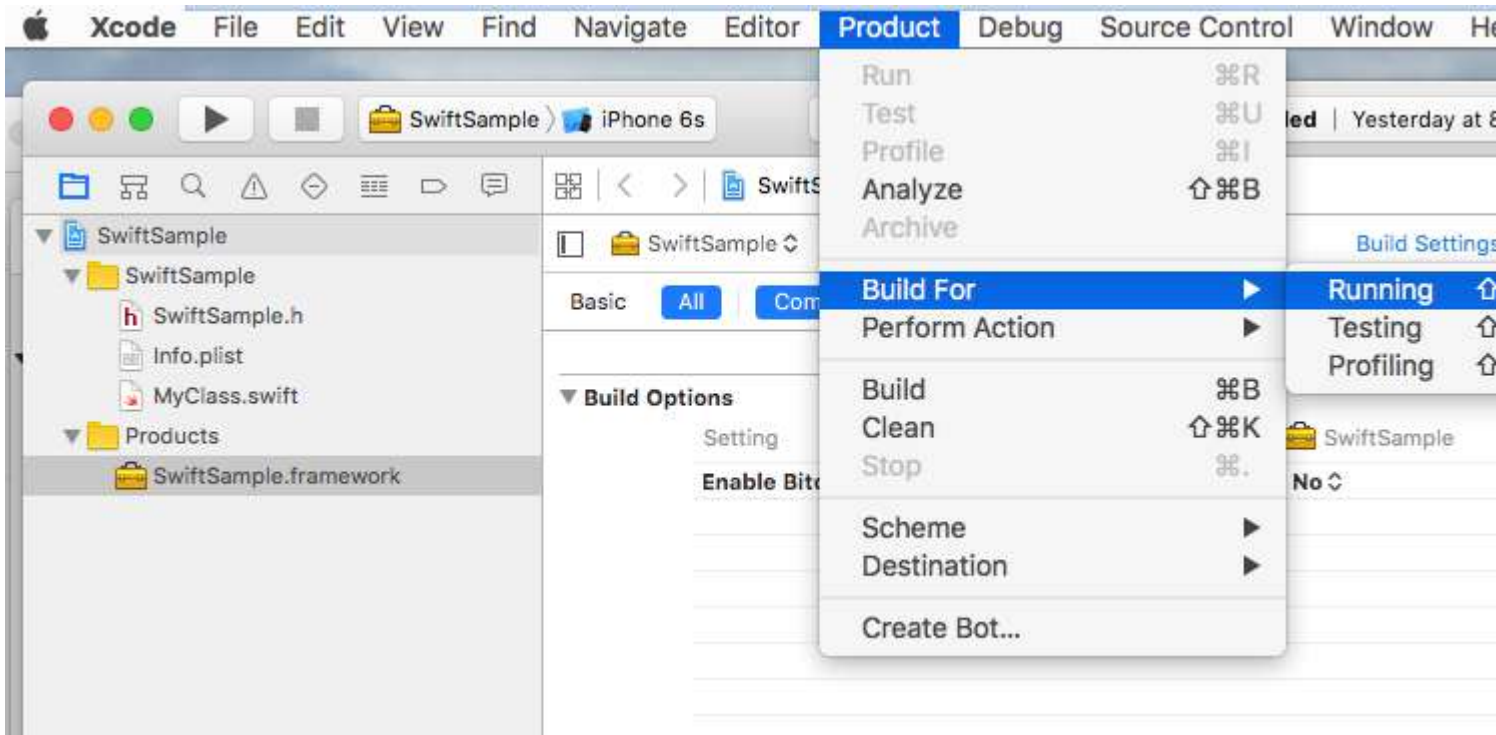 Xcode File Edit View Find Navigate Editor Product Debug Source Control Window
SwiftSample iPhone 6s
Yesterday at
SwiftSample
SwiftSample
SwiftSample.h
Info.plist
MyClass.swift
Products
SwiftSample.framework
SwiftSample
Build Settings
Basic All
Build Options
Setting
SwiftSample
No
Run ⌘R
Test ⌘U
Profile ⌘I
Analyze ⇧⌘B
Archive
Build For
Perform Action
Build ⌘B
Clean ⇧⌘K
Stop ⌘.
Scheme
Destination
Create Bot...
Running ⇧
Testing ⇧
Profiling ⇧